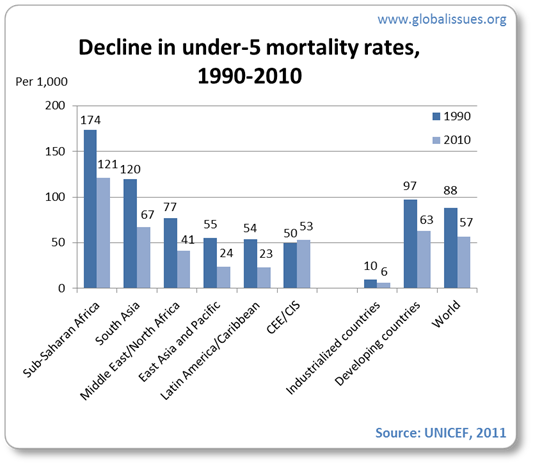 www.globalissues.org
Decline in under-5 mortality rates,
1990-2010
Per 1,000
200
150
100
50
0
174
121
120
67
77
41
55
24
54
23
50
53
10
6
97
63
88
57
1990
2010
Sub-Saharan Africa
South Asia
Middle East/North Africa
East Asia and Pacific
Latin America/Caribbean
CEE/CIS
Industrialized countries
Developing countries
World
Source: UNICEF, 2011